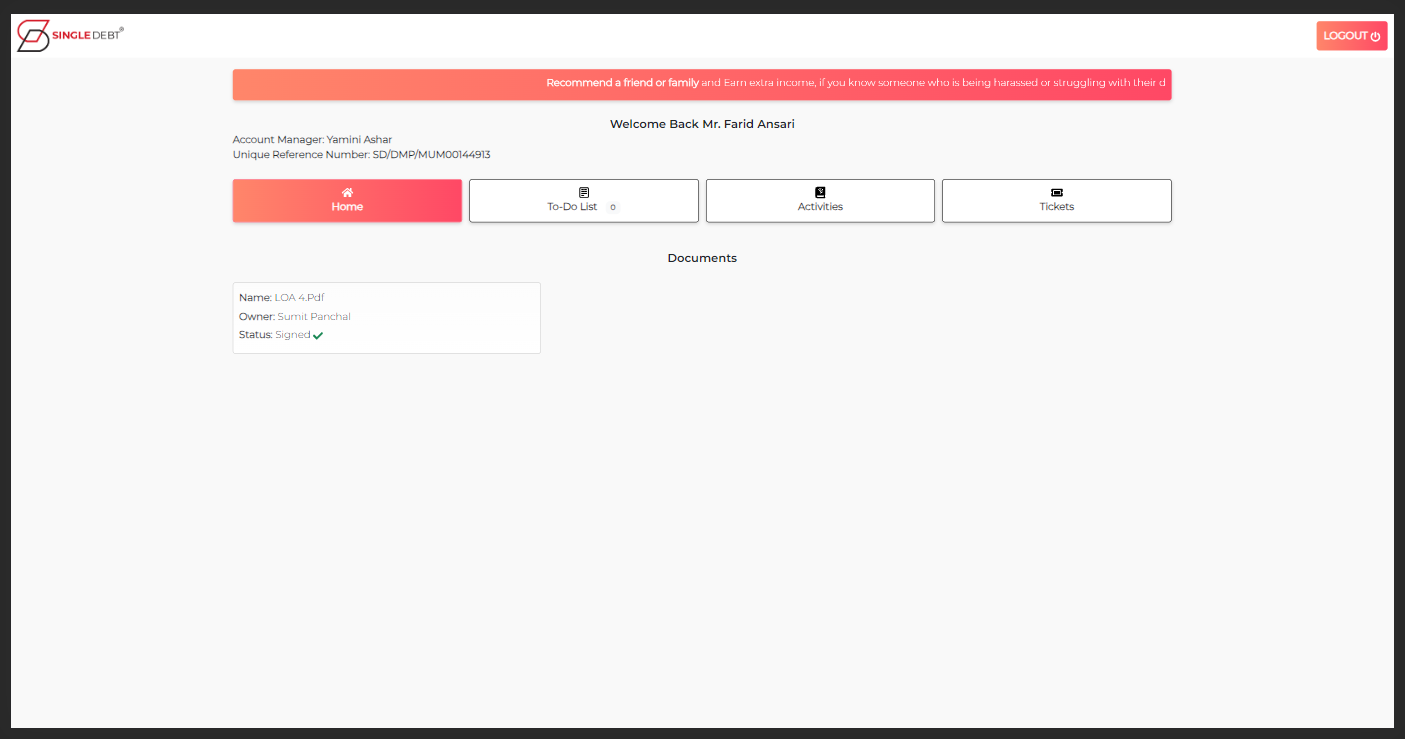 SINGLE DEBT®
LOGOUT
Recommend a friend or family and Earn extra income, if you know someone who is being harassed or struggling with their d
Welcome Back Mr. Farid Ansari
Account Manager: Yamini Ashar
Unique Reference Number: SD/DMP/MUM00144913
Home
To-Do List 0
Activities
Tickets
Documents
Name: LOA 4.Pdf
Owner: Sumit Panchal
Status: Signed